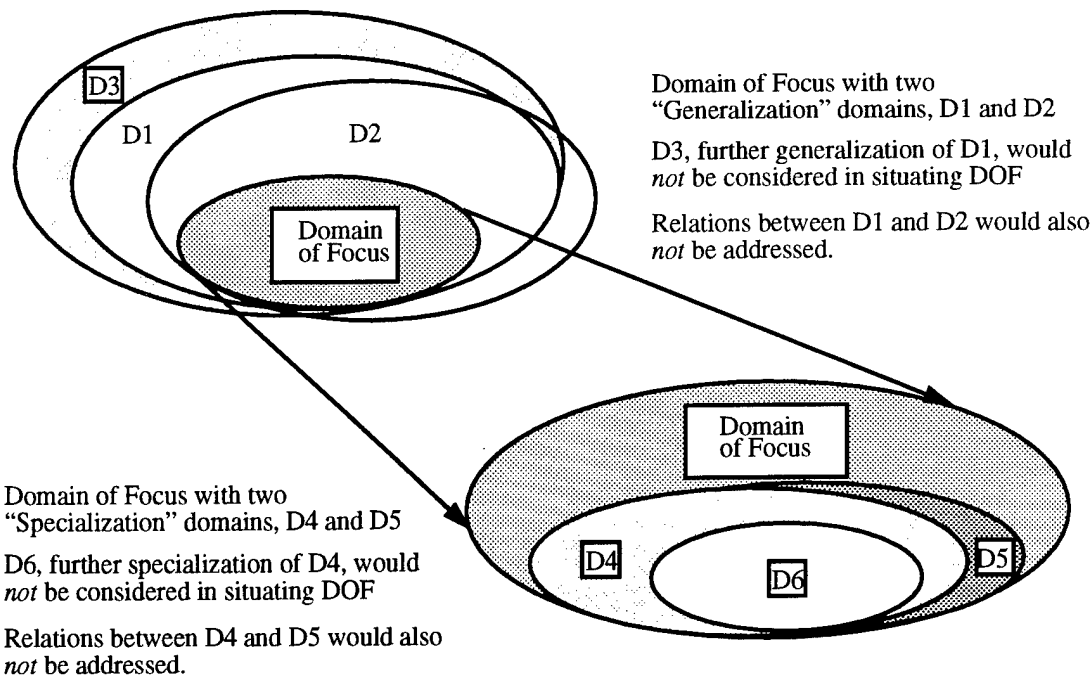 D3
D1
D2
Domain
of Focus
Domain of Focus with two
“Generalization” domains, D1 and D2
D3, further generalization of D1, would
not be considered in situating DOF
Relations between D1 and D2 would also
not be addressed.
Domain
of Focus
D4
D6
D5
Domain of Focus with two
“Specialization” domains, D4 and D5
D6, further specialization of D4, would
not be considered in situating DOF
Relations between D4 and D5 would also
not be addressed.